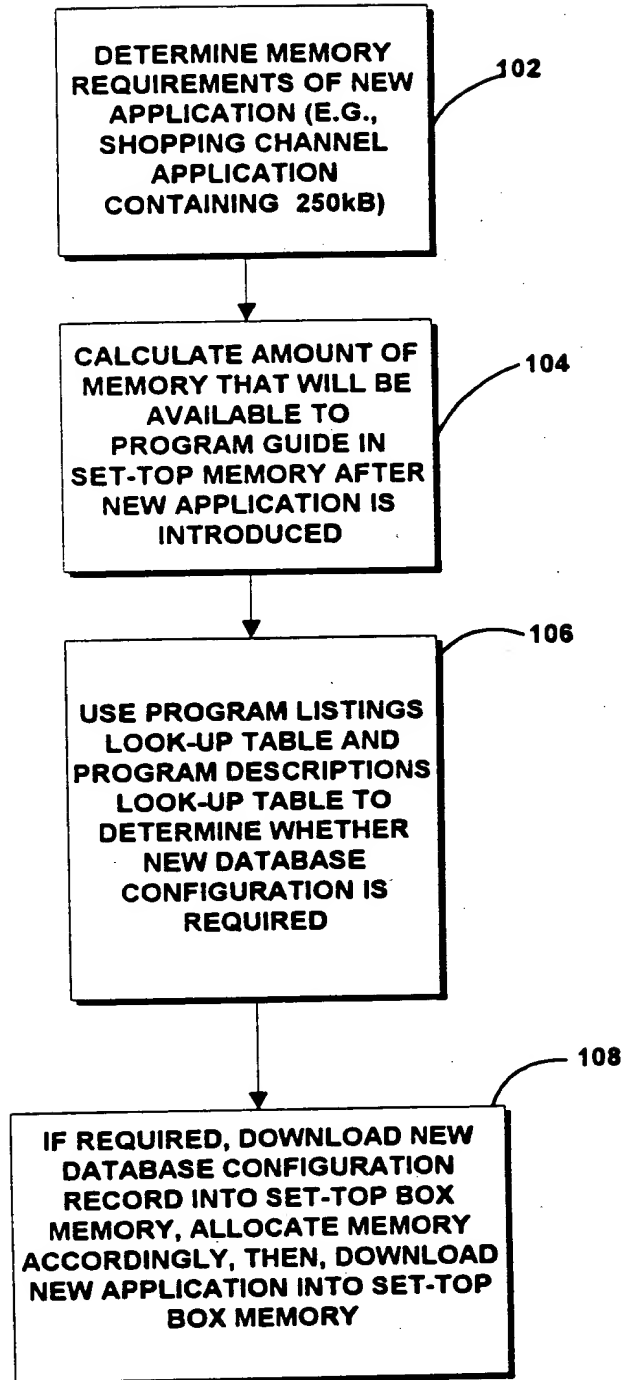 DETERMINE MEMORY
REQUIREMENTS OF NEW
APPLICATION (E.G.,
SHOPPING CHANNEL
APPLICATION
CONTAINING 250kB)
102
CALCULATE AMOUNT OF
MEMORY THAT WILL BE
AVAILABLE TO
PROGRAM GUIDE IN
SET-TOP MEMORY AFTER
NEW APPLICATION IS
INTRODUCED
104
USE PROGRAM LISTINGS
LOOK-UP TABLE AND
PROGRAM DESCRIPTIONS
LOOK-UP TABLE TO
DETERMINE WHETHER
NEW DATABASE
CONFIGURATION IS
REQUIRED
106
IF REQUIRED, DOWNLOAD NEW
DATABASE CONFIGURATION
RECORD INTO SET-TOP BOX
MEMORY, ALLOCATE MEMORY
ACCORDINGLY, THEN, DOWNLOAD
NEW APPLICATION INTO SET-TOP
BOX MEMORY
108